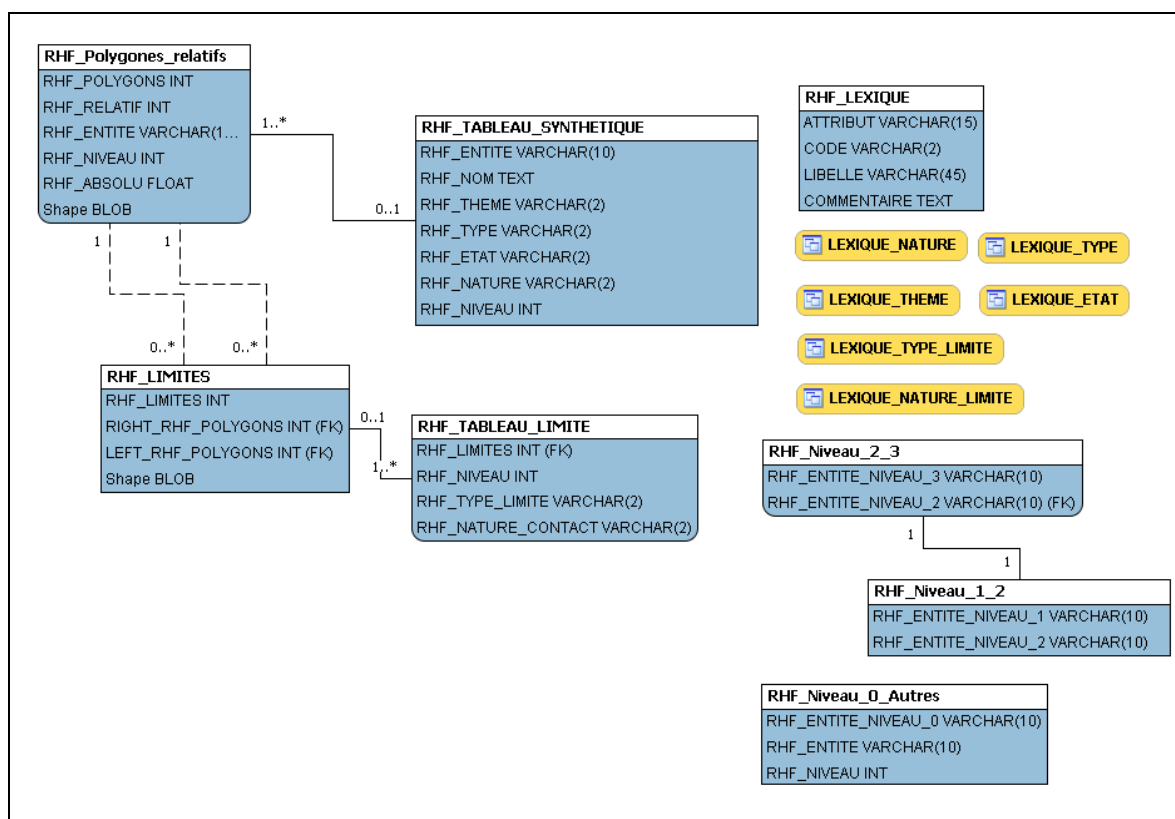 RHF_Polygones_relatifs
RHF_POLYGONS INT
RHF_RELATIF INT
RHF_ENTITE VARCHAR(1...
RHF_NIVEAU INT
RHF_ABSOLU FLOAT
Shape BLOB
1..*
0..1
1
1
0..*
0..*
RHF_TABLEAU_SYNTHETIQUE
RHF_ENTITE VARCHAR(10)
RHF_NOM TEXT
RHF_THEME VARCHAR(2)
RHF_TYPE VARCHAR(2)
RHF_ETAT VARCHAR(2)
RHF_NATURE VARCHAR(2)
RHF_NIVEAU INT
RHF_LEXIQUE
ATTRIBUT VARCHAR(15)
CODE VARCHAR(2)
LIBELLE VARCHAR(45)
COMMENTAIRE TEXT
LEXIQUE_NATURE
LEXIQUE_TYPE
LEXIQUE_THEME
LEXIQUE_ETAT
LEXIQUE_TYPE_LIMITE
LEXIQUE_NATURE_LIMITE
RHF_LIMITES
RHF_LIMITES INT
RIGHT_RHF_POLYGONS INT (FK)
LEFT_RHF_POLYGONS INT (FK)
Shape BLOB
0..1
1..*
RHF_TABLEAU_LIMITE
RHF_LIMITES INT (FK)
RHF_NIVEAU INT
RHF_TYPE_LIMITE VARCHAR(2)
RHF_NATURE_CONTACT VARCHAR(2)
RHF_Niveau_2_3
RHF_ENTITE_NIVEAU_3 VARCHAR(10)
RHF_ENTITE_NIVEAU_2 VARCHAR(10) (FK)
1
1
RHF_Niveau_1_2
RHF_ENTITE_NIVEAU_1 VARCHAR(10)
RHF_ENTITE_NIVEAU_2 VARCHAR(10)
RHF_Niveau_0_Autres
RHF_ENTITE_NIVEAU_0 VARCHAR(10)
RHF_ENTITE VARCHAR(10)
RHF_NIVEAU INT